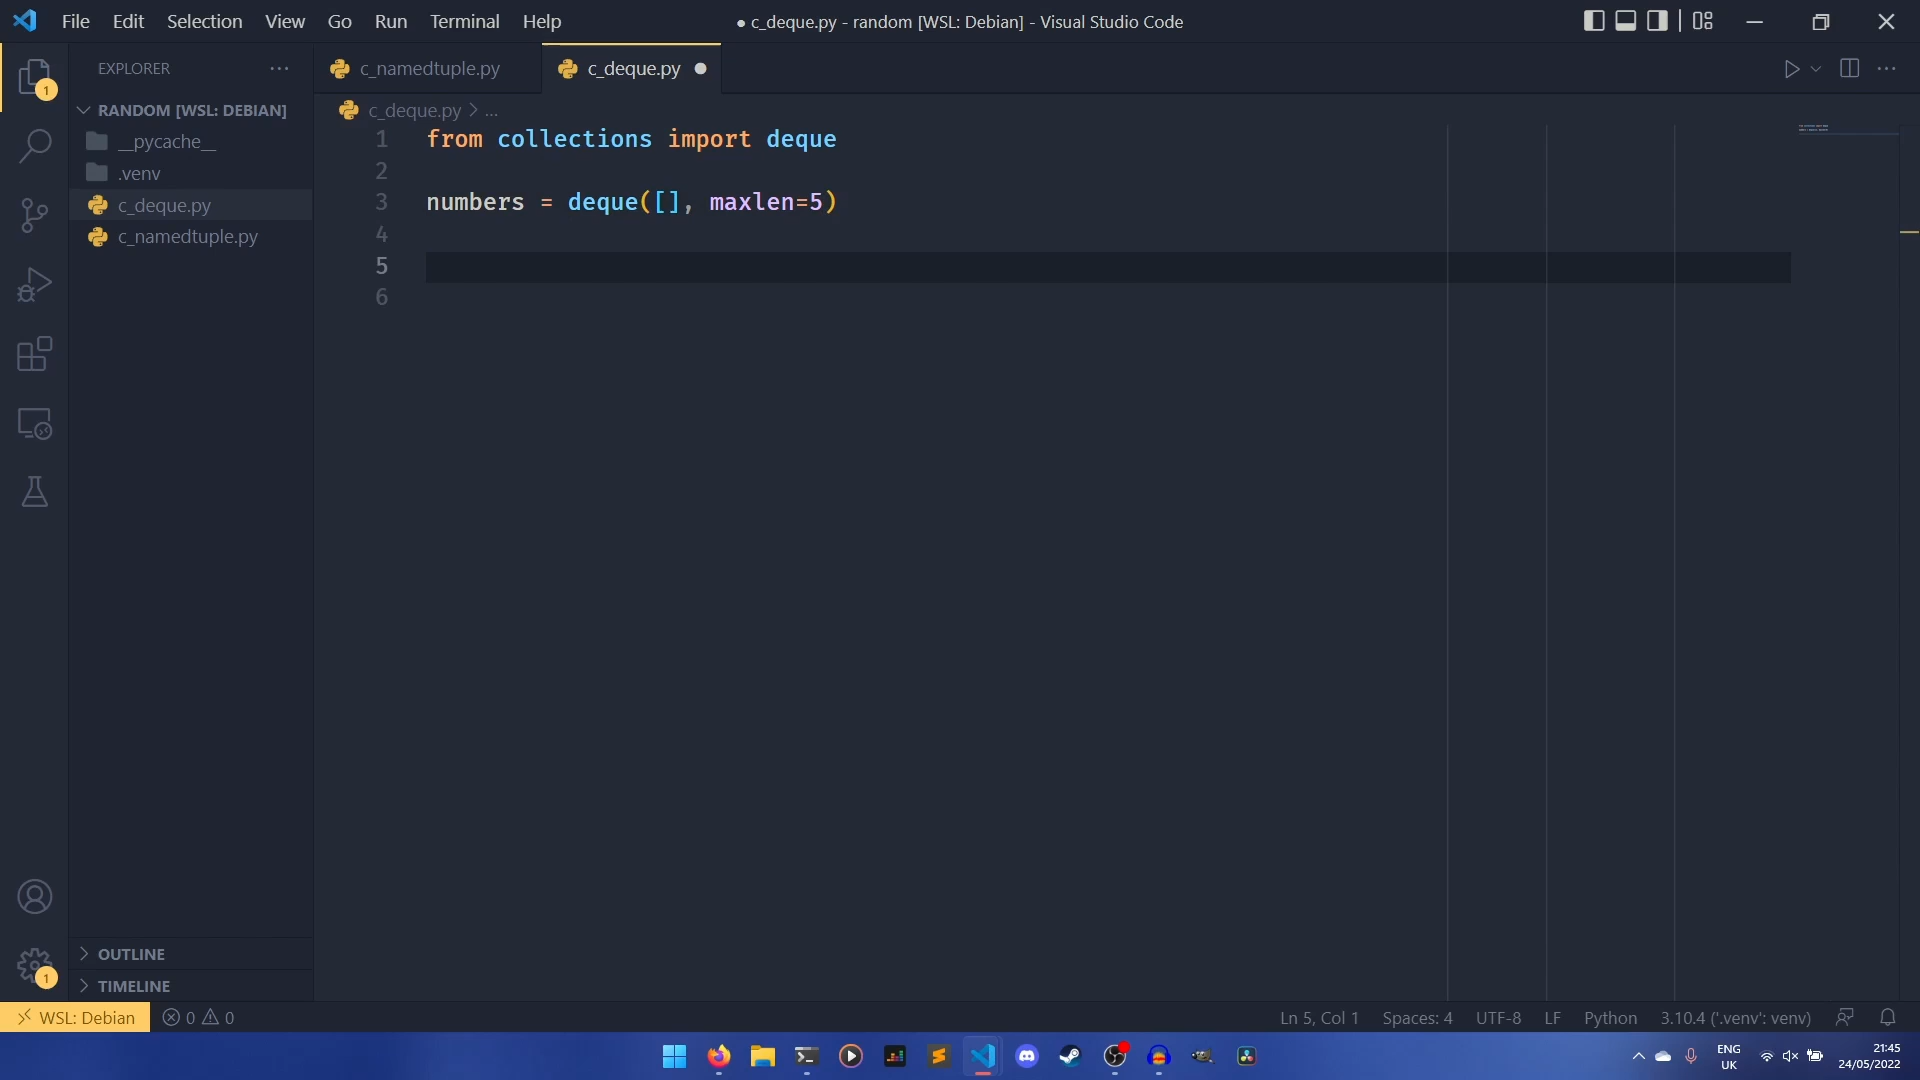 File Edit Selection View Go Run Terminal Help
● c_deque.py - random [WSL: Debian] - Visual Studio Code
EXPLORER ...
1
RANDOM [WSL: DEBIAN]
__pycache__
.venv
c_deque.py
c_namedtuple.py
c_namedtuple.py
c_deque.py
c_deque.py > ...
1 from collections import deque
2
3 numbers = deque([], maxlen=5)
4
5
6
OUTLINE
TIMELINE
1
WSL: Debian
0 0
Ln 5, Col 1 Spaces: 4 UTF-8 LF Python 3.10.4 ('.venv': venv)
ENG
UK
21:45
24/05/2022